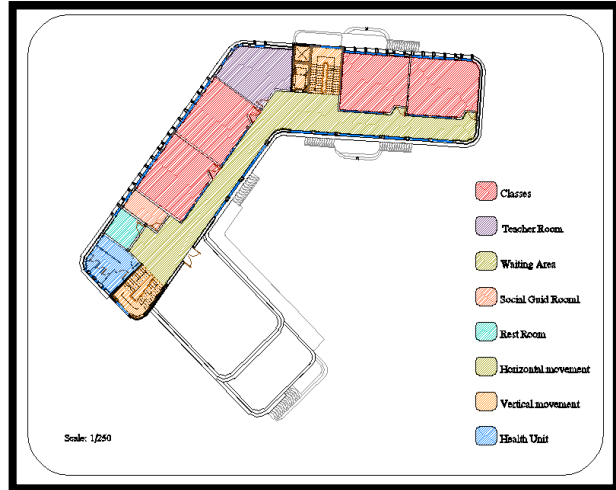 Classes
Teacher Room
Waiting Area
Social Guid Rooml
Rest Room
Horizontal movement
Vertical movement
Health Unit
Scale: 1/250